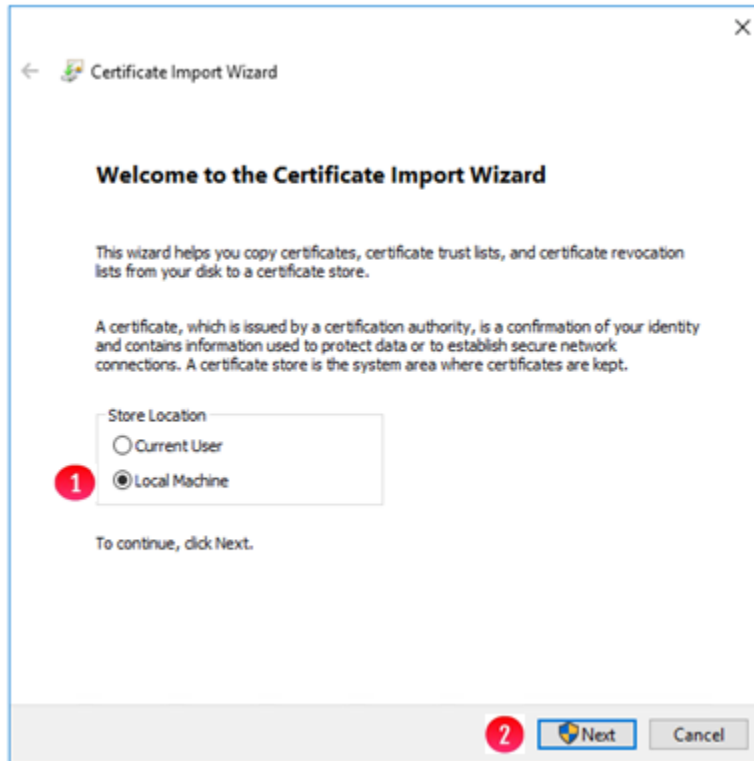 Certificate Import Wizard
Welcome to the Certificate Import Wizard
This wizard helps you copy certificates, certificate trust lists, and certificate revocation
lists from your disk to a certificate store.
A certificate, which is issued by a certification authority, is a confirmation of your identity
and contains information used to protect data or to establish secure network
connections. A certificate store is the system area where certificates are kept.
Store Location
Current User
1 Local Machine
To continue, click Next.
2 Next Cancel